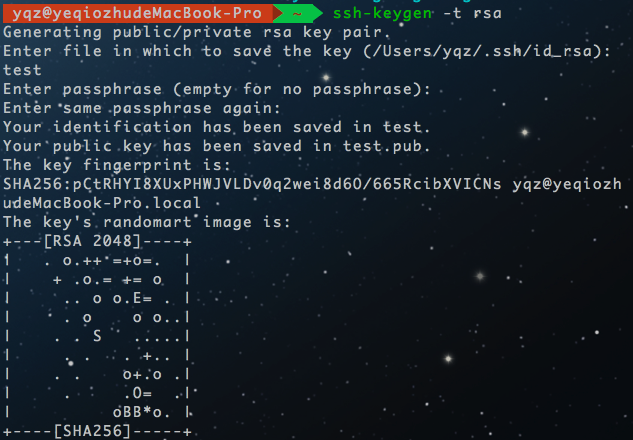 yqz@yeqiozhudeMacBook-Pro ~ ssh-keygen -t rsa
Generating public/private rsa key pair.
Enter file in which to save the key (/Users/yqz/.ssh/id_rsa):
test
Enter passphrase (empty for no passphrase):
Enter same passphrase again:
Your identification has been saved in test.
Your public key has been saved in test.pub.
The key fingerprint is:
SHA256:pCtRHYI8XUxPHWJVLDv0q2wei8d6O/665RcibXVICNs yqz@yeqiozh
udeMacBook-Pro.local
The key's randomart image is:
+---[RSA 2048]----+
|    . o.++ =+o=.  |
|     + .o.= += o  |
|      .. o o.E= . |
|     . o     o o..|
|     . . S    .....|
|      . .    . +.. |
|     . .     o+.o .|
|      .      .O=  .|
|            oBB*o. |
+----[SHA256]-----+